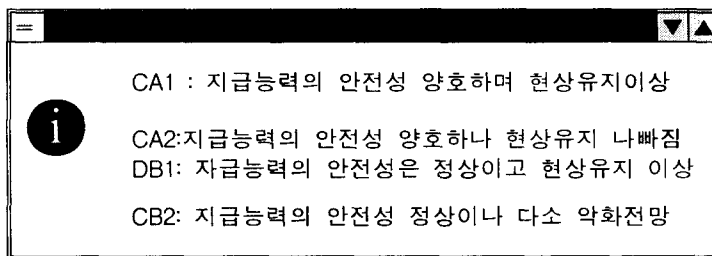 CA1 : 지급능력의 안전성 양호하며 현상유지이상
CA2:지급능력의 안전성 양호하나 현상유지 나빠짐
DB1: 자급능력의 안전성은 정상이고 현상유지 이상
CB2: 지급능력의 안전성 정상이나 다소 악화전망